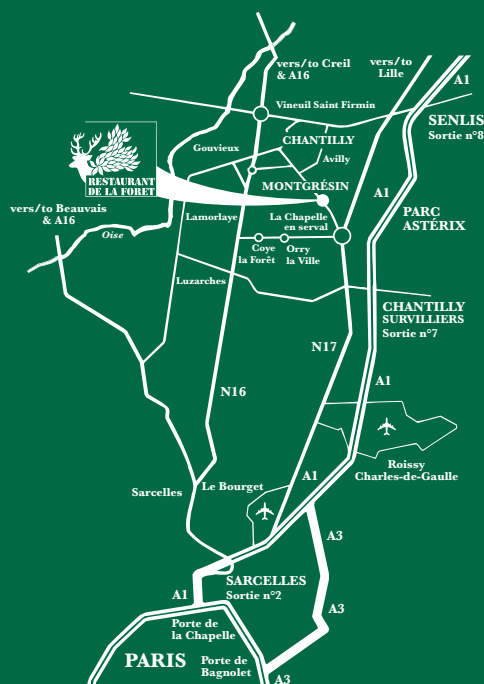 vers/to Creil
& A16
vers/to
Lille
A1
Vineuil Saint Firmin
SENLIS
Sortie n°8
CHANTILLY
Gouvieux
Avilly
RESTAURANT
DE LA FORET
MONTGRÉSIN
A1
vers/to Beauvais
& A16
Oise
Lamorlaye
La Chapelle
en serval
PARC
ASTÉRIX
Coye
la Forêt
Orry
la Ville
Luzarches
CHANTILLY
SURVILLIERS
Sortie n°7
N17
A1
N16
Roissy
Charles-de-Gaulle
A1
Sarcelles
Le Bourget
A3
SARCELLES
Sortie n°2
A1
A3
Porte de
la Chapelle
PARIS
Porte de
Bagnolet
A3